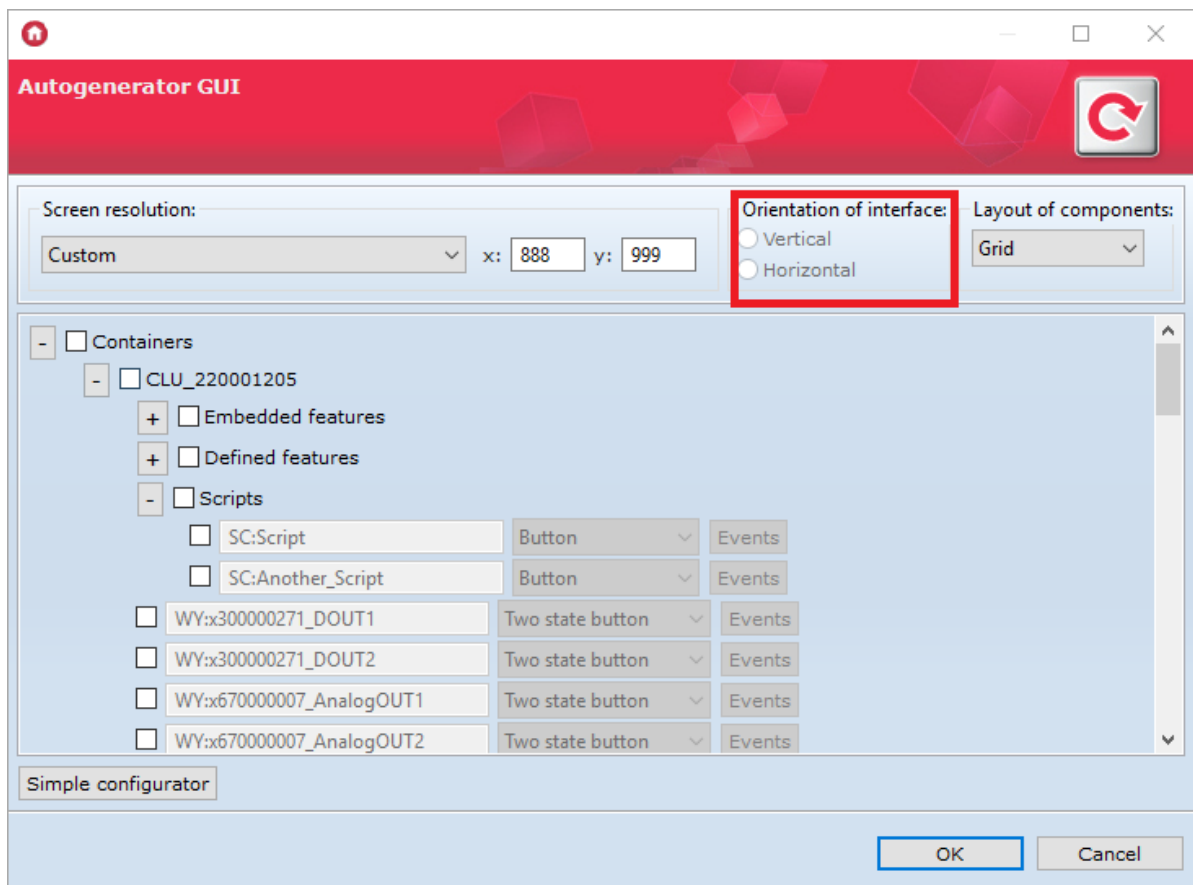 Autogenerator GUI
Screen resolution:
Orientation of interface:
Layout of components:
Custom
x: 888 y: 999
Vertical
Horizontal
Grid
- Containers
- CLU_220001205
+ Embedded features
+ Defined features
- Scripts
SC:Script Button Events
SC:Another_Script Button Events
WY:x300000271_DOUT1 Two state button Events
WY:x300000271_DOUT2 Two state button Events
WY:x670000007_AnalogOUT1 Two state button Events
WY:x670000007_AnalogOUT2 Two state button Events
Simple configurator
OK Cancel